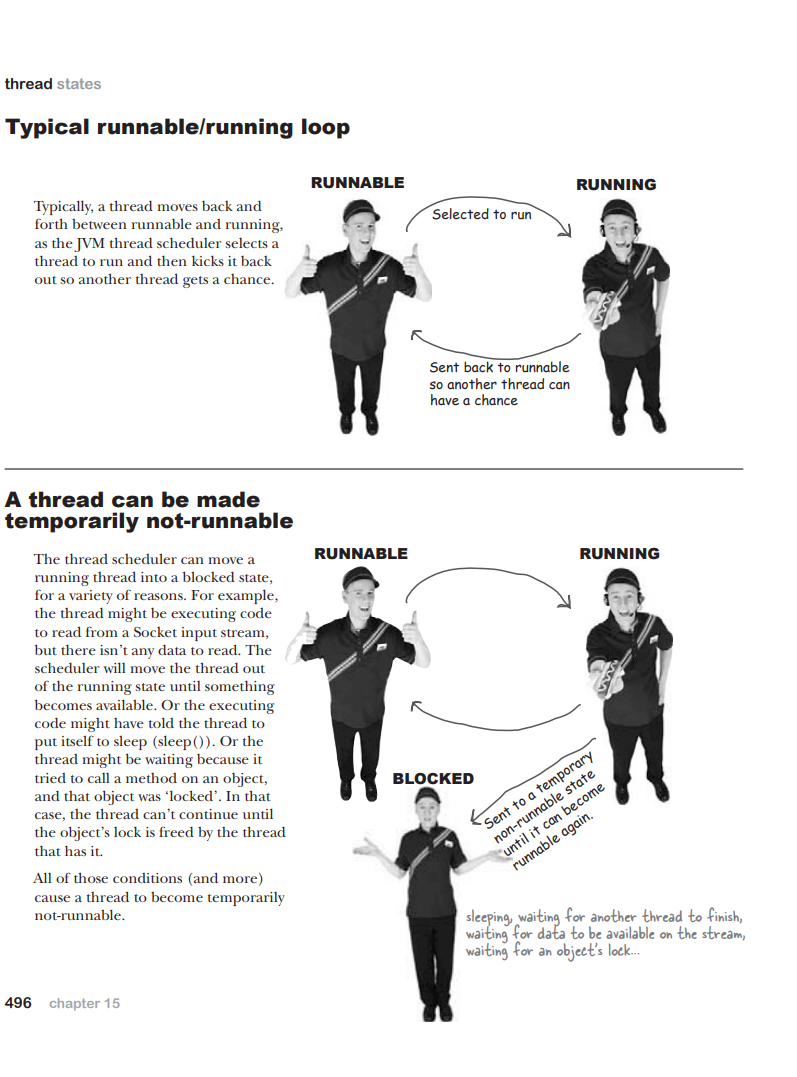 thread states
Typical runnable/running loop
Typically, a thread moves back and
forth between runnable and running,
as the JVM thread scheduler selects a
thread to run and then kicks it back
out so another thread gets a chance.
RUNNABLE
Selected to run
RUNNING
Sent back to runnable
so another thread can
have a chance
A thread can be made
temporarily not-runnable
The thread scheduler can move a
running thread into a blocked state,
for a variety of reasons. For example,
the thread might be executing code
to read from a Socket input stream,
but there isn’t any data to read. The
scheduler will move the thread out
of the running state until something
becomes available. Or the executing
code might have told the thread to
put itself to sleep (sleep()). Or the
thread might be waiting because it
tried to call a method on an object,
and that object was ‘locked’. In that
case, the thread can’t continue until
the object’s lock is freed by the thread
that has it.
All of those conditions (and more)
cause a thread to become temporarily
not-runnable.
RUNNABLE
RUNNING
BLOCKED
Sent to a temporary
non-runnable state
until it can become
runnable again.
sleeping, waiting for another thread to finish,
waiting for data to be available on the stream,
waiting for an object’s lock...
496 chapter 15